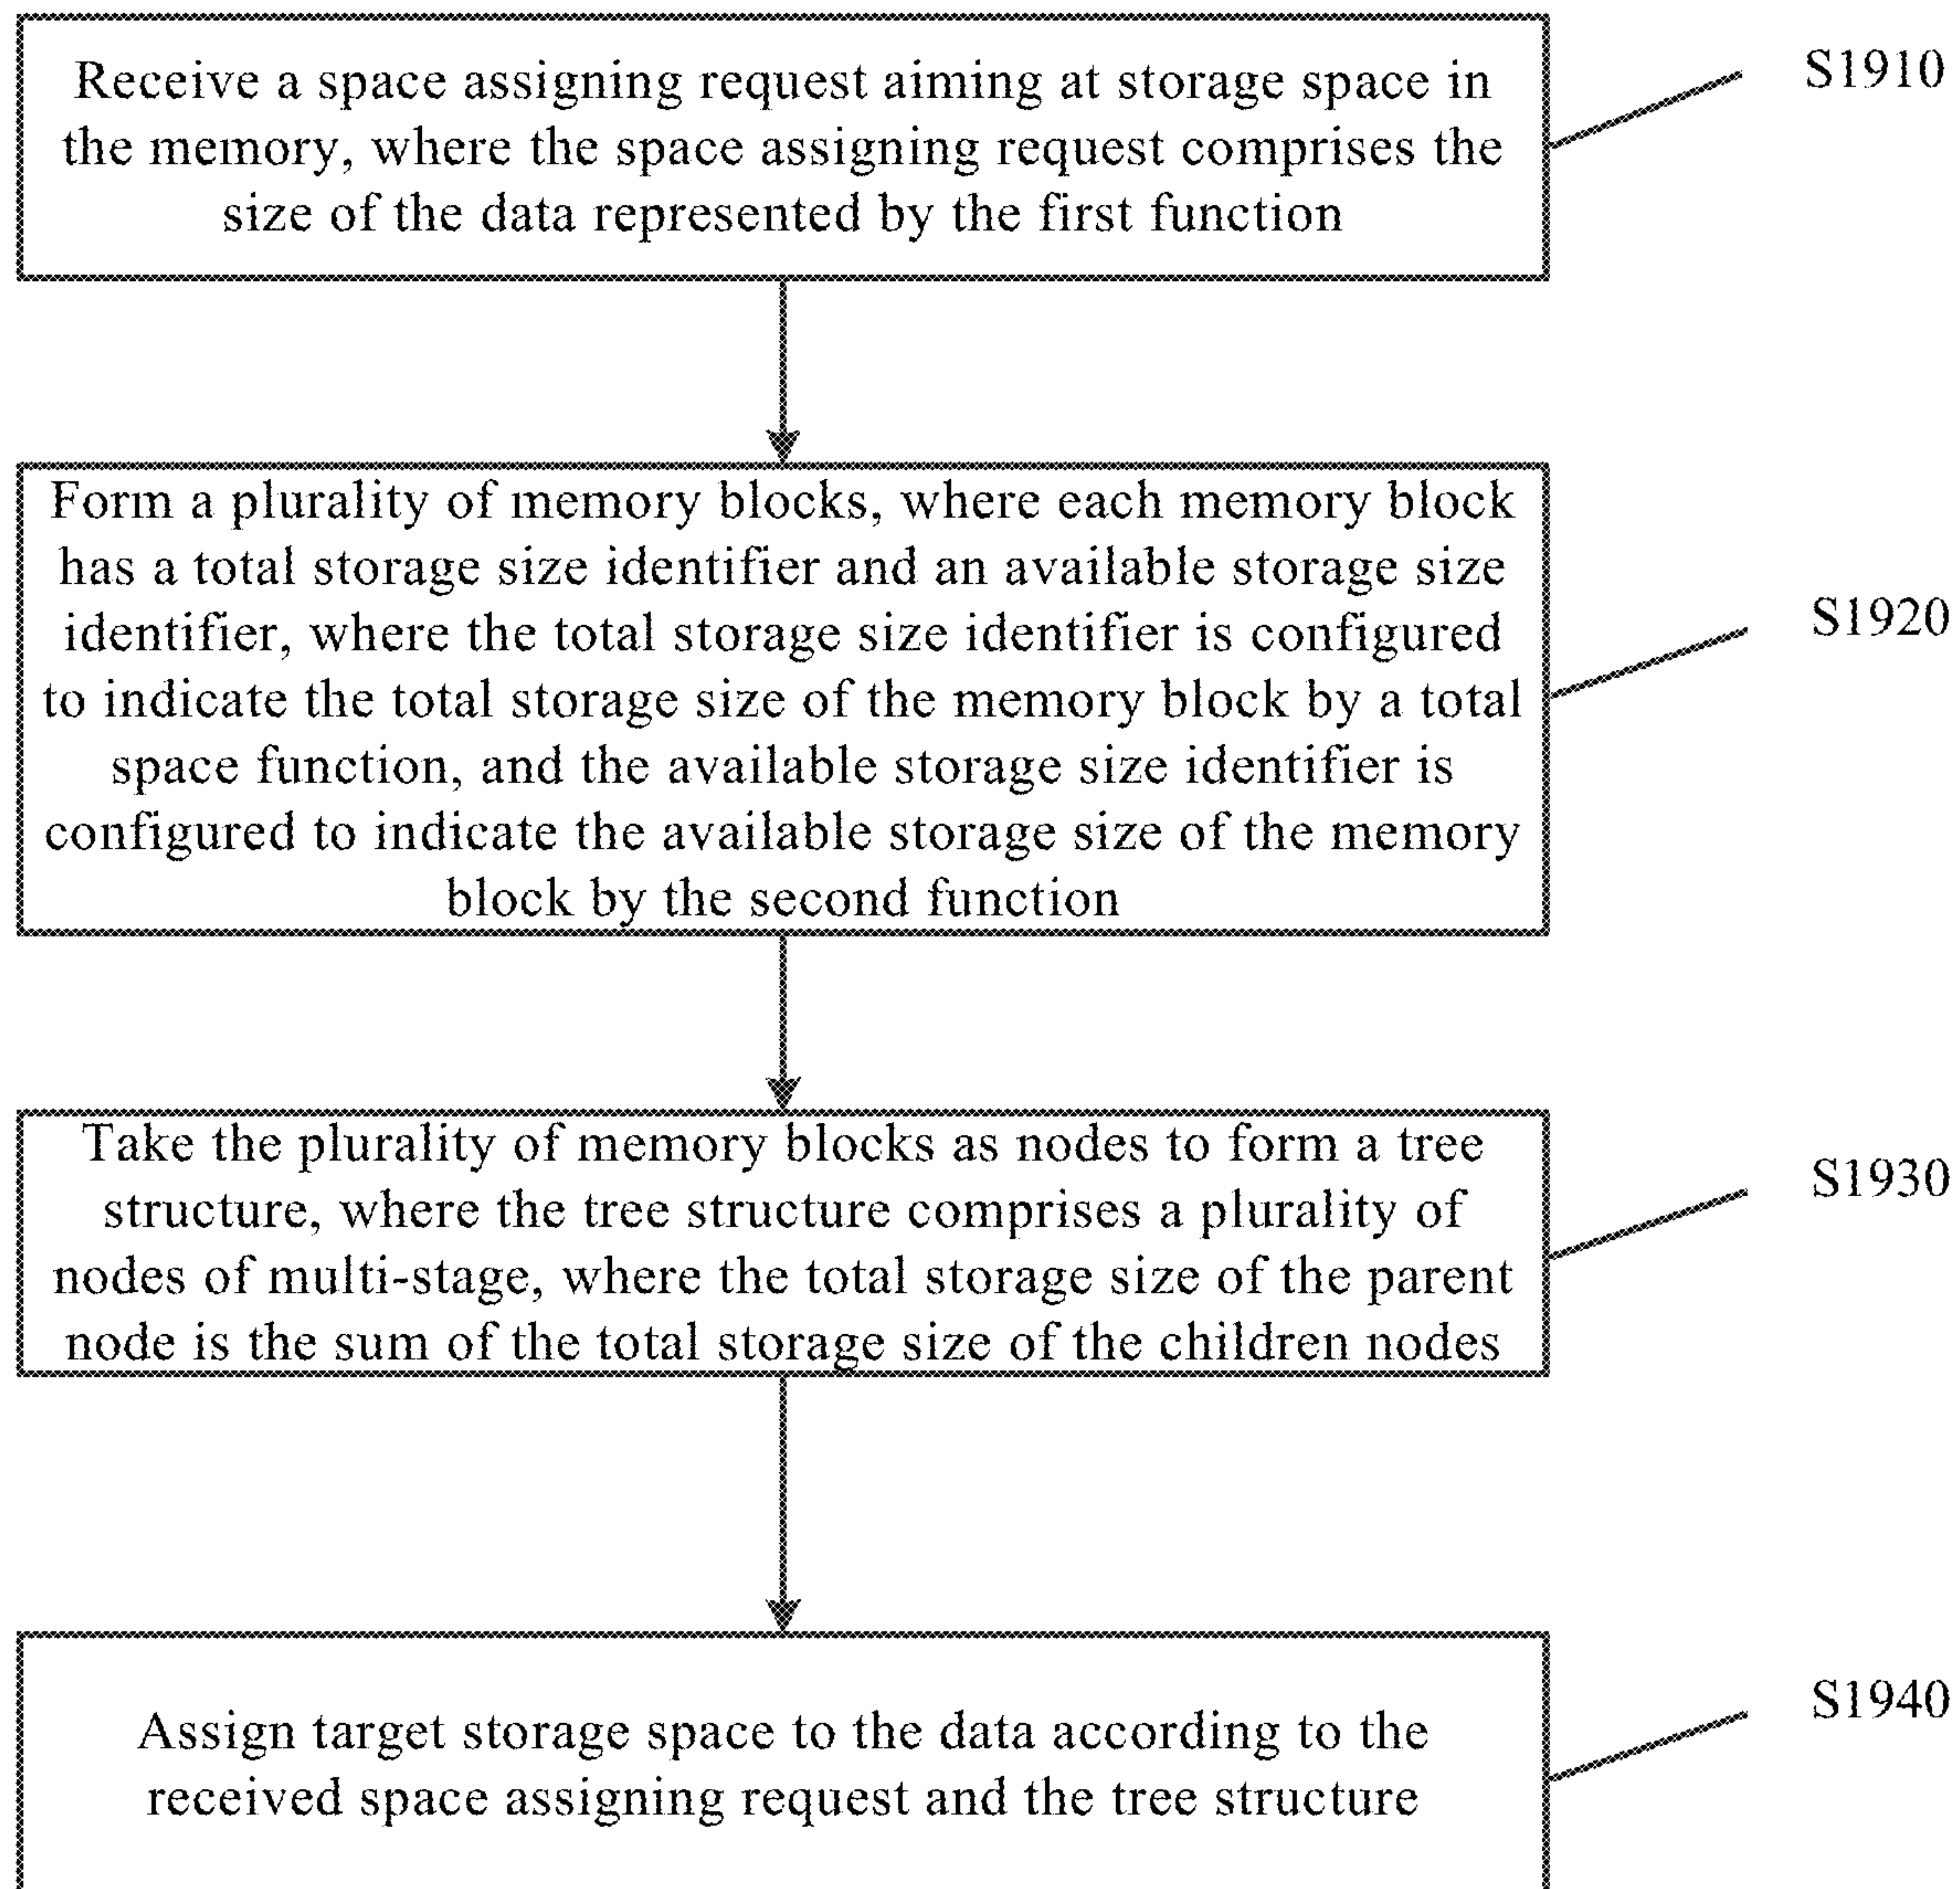 Receive a space assigning request aiming at storage space in
the memory, where the space assigning request comprises the
size of the data represented by the first function
S1910
Form a plurality of memory blocks, where each memory block
has a total storage size identifier and an available storage size
identifier, where the total storage size identifier is configured
to indicate the total storage size of the memory block by a total
space function, and the available storage size identifier is
configured to indicate the available storage size of the memory
block by the second function
S1920
Take the plurality of memory blocks as nodes to form a tree
structure, where the tree structure comprises a plurality of
nodes of multi-stage, where the total storage size of the parent
node is the sum of the total storage size of the children nodes
S1930
Assign target storage space to the data according to the
received space assigning request and the tree structure
S1940